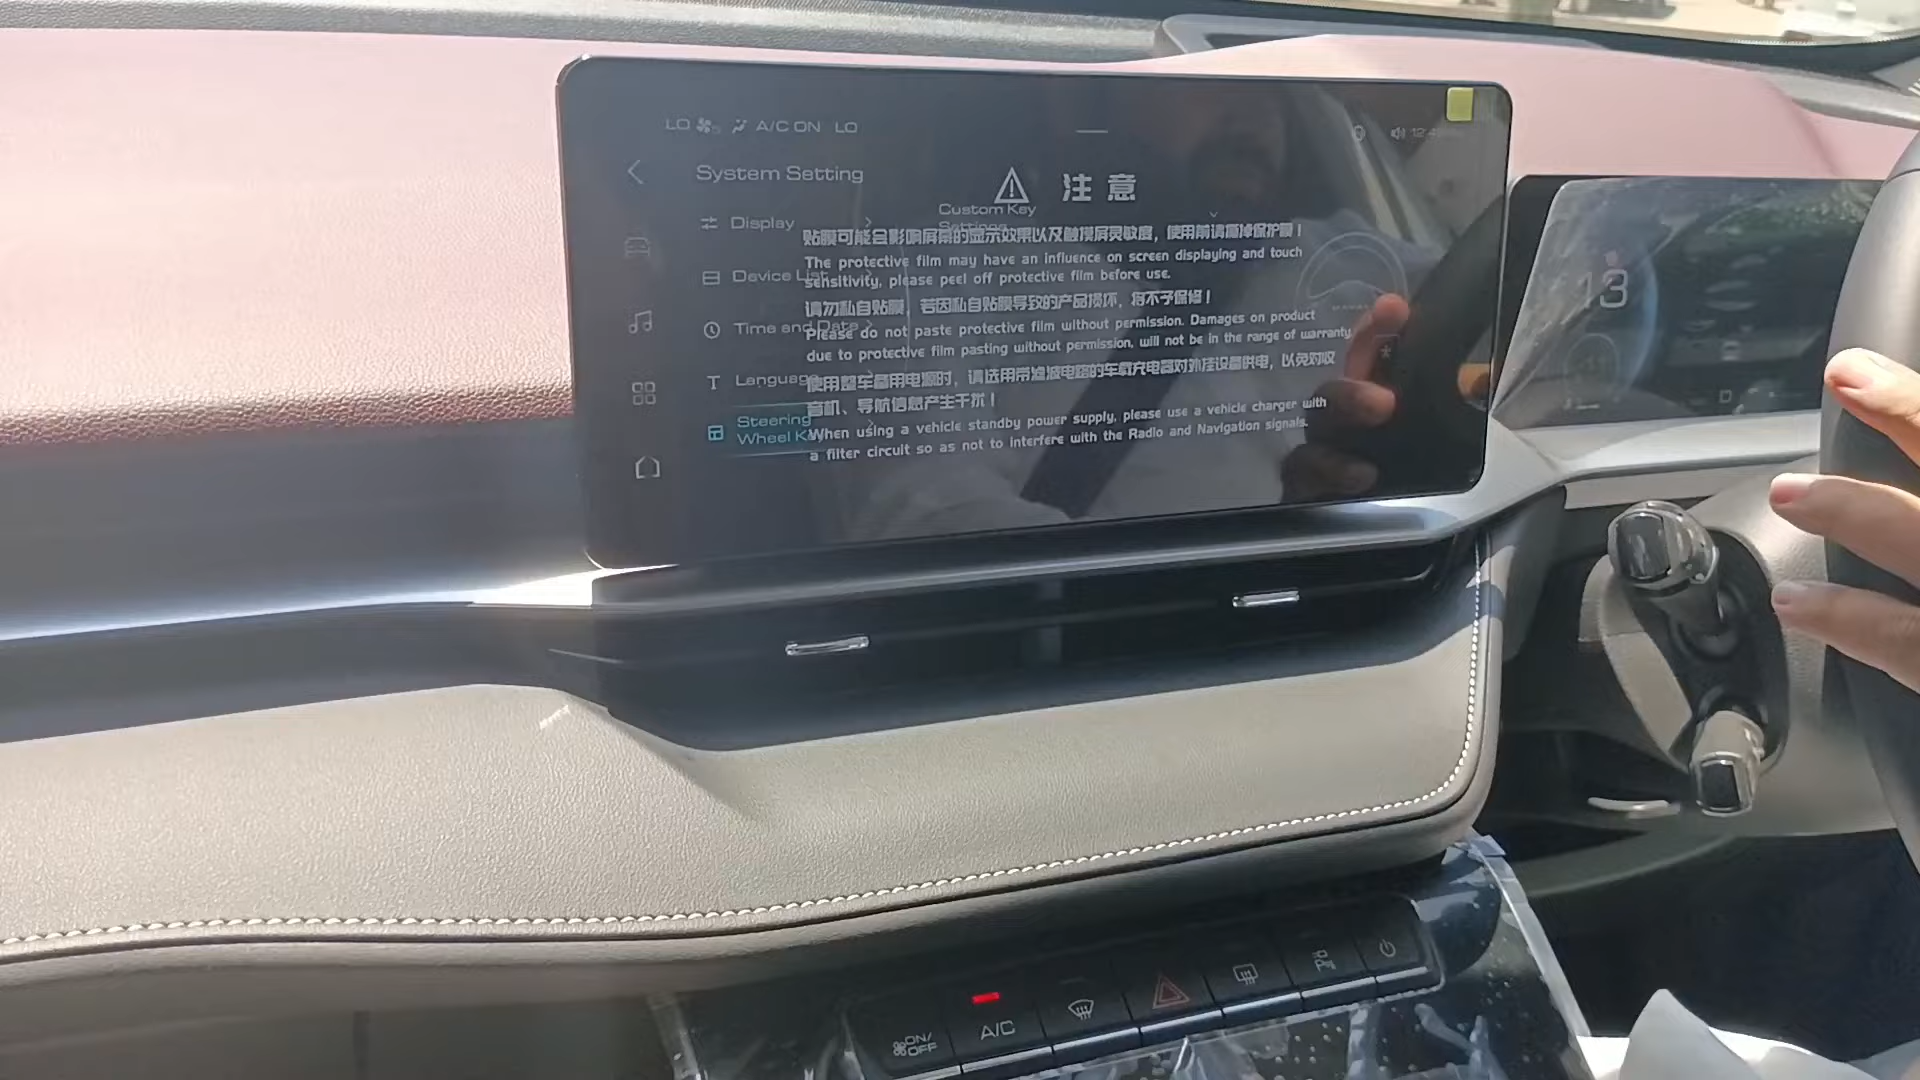 LO A/C ON LO
System Setting
注意
Custom Key
Display
贴膜可能会影响屏幕的显示效果以及触摸屏灵敏度，使用前请撕掉保护膜！
The protective film may have an influence on screen displaying and touch
sensitivity, please peel off protective film before use.
Device List
请勿私自贴膜，若因私自贴膜导致的产品损坏，将不予保修！
Please do not paste protective film without permission. Damages on product
due to protective film pasting without permission, will not be in the range of warranty.
Time and Date
使用整车备用电源时，请选用带滤波电路的车载充电器对外挂设备供电，以免对收
音机、导航信息产生干扰！
Language
When using a vehicle standby power supply, please use a vehicle charger with
a filter circuit so as not to interfere with the Radio and Navigation signals.
Steering
Wheel
13
ON/
OFF
A/C